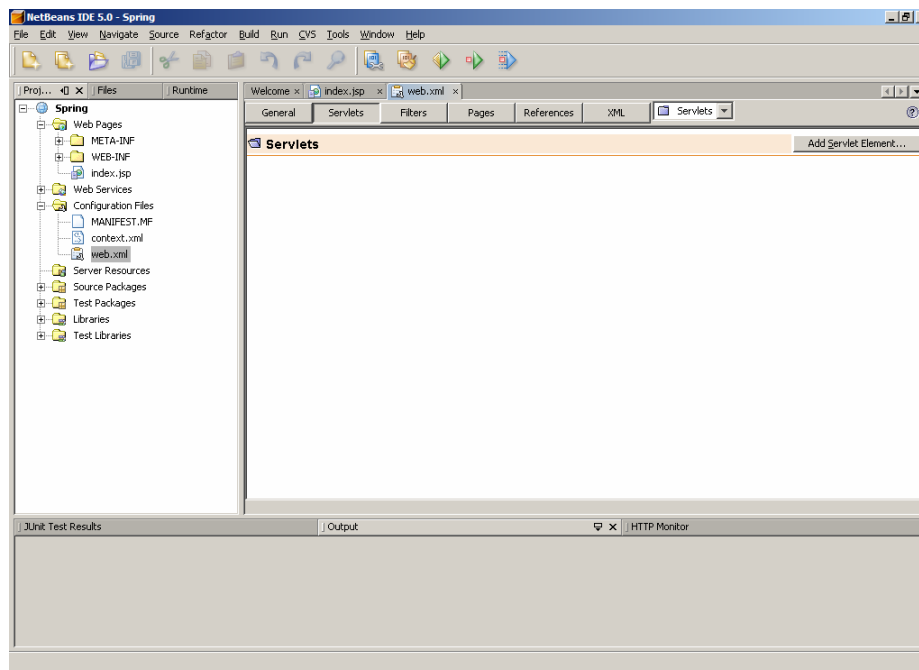 NetBeans IDE 5.0 - Spring
File Edit View Navigate Source Refactor Build Run CVS Tools Window Help
Proj... Files Runtime
Welcome index.jsp web.xml
General Servlets Filters Pages References XML Servlets
Servlets Add Servlet Element...
Spring
Web Pages
META-INF
WEB-INF
index.jsp
Web Services
Configuration Files
MANIFEST.MF
context.xml
web.xml
Server Resources
Source Packages
Test Packages
Libraries
Test Libraries
JUnit Test Results Output HTTP Monitor